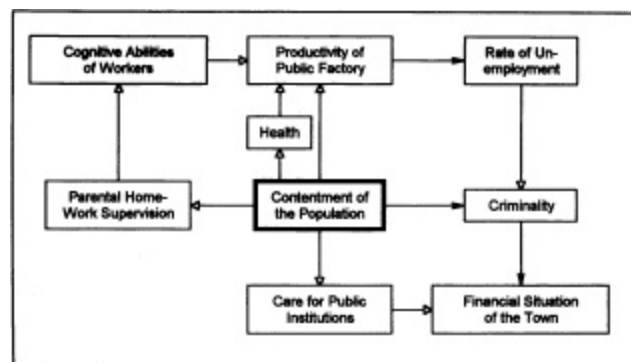 Cognitive Abilities
of Workers
Productivity of
Public Factory
Rate of Un-
employment
Health
Parental Home-
Work Supervision
Contentment of
the Population
Criminality
Care for Public
Institutions
Financial Situation
of the Town